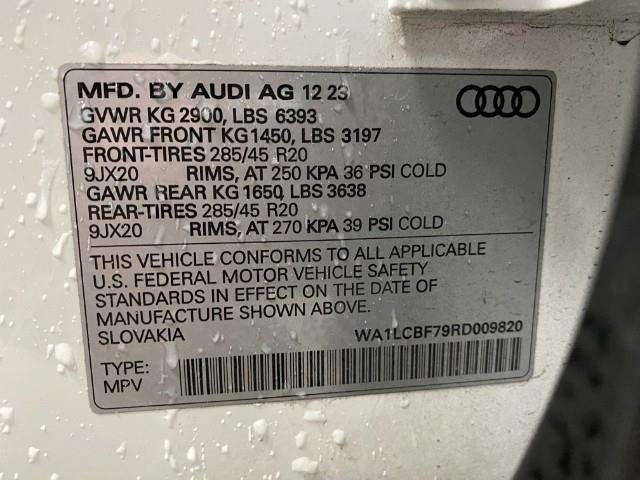 MFD. BY AUDI AG 12 23
GVWR KG 2900, LBS 6393
GAWR FRONT KG 1450, LBS 3197
FRONT-TIRES 285/45 R20
9JX20 RIMS, AT 250 KPA 36 PSI COLD
GAWR REAR KG 1650, LBS 3638
REAR-TIRES 285/45 R20
9JX20 RIMS, AT 270 KPA 39 PSI COLD
THIS VEHICLE CONFORMS TO ALL APPLICABLE
U.S. FEDERAL MOTOR VEHICLE SAFETY
STANDARDS IN EFFECT ON THE DATE OF
MANUFACTURE SHOWN ABOVE.
SLOVAKIA WA1LCBF79RD009820
TYPE:
MPV